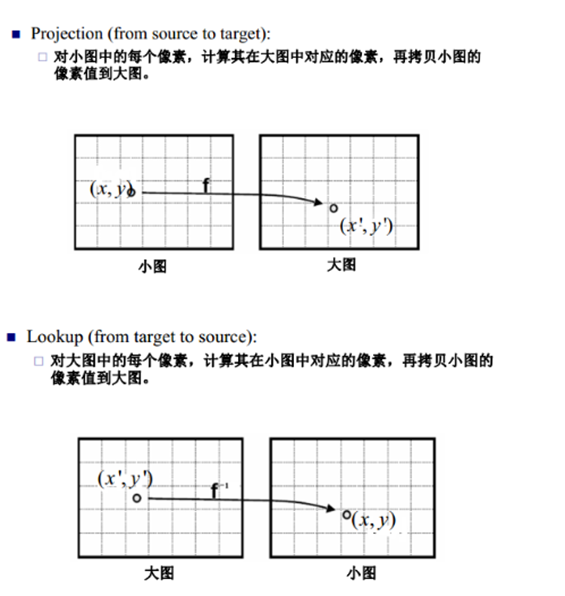 Projection (from source to target):
对小图中的每个像素，计算其在大图中对应的像素，再拷贝小图的
像素值到大图。
(x, y)
f
(x', y')
小图
大图
Lookup (from target to source):
对大图中的每个像素，计算其在小图中对应的像素，再拷贝小图的
像素值到大图。
(x', y')
f⁻¹
(x, y)
大图
小图